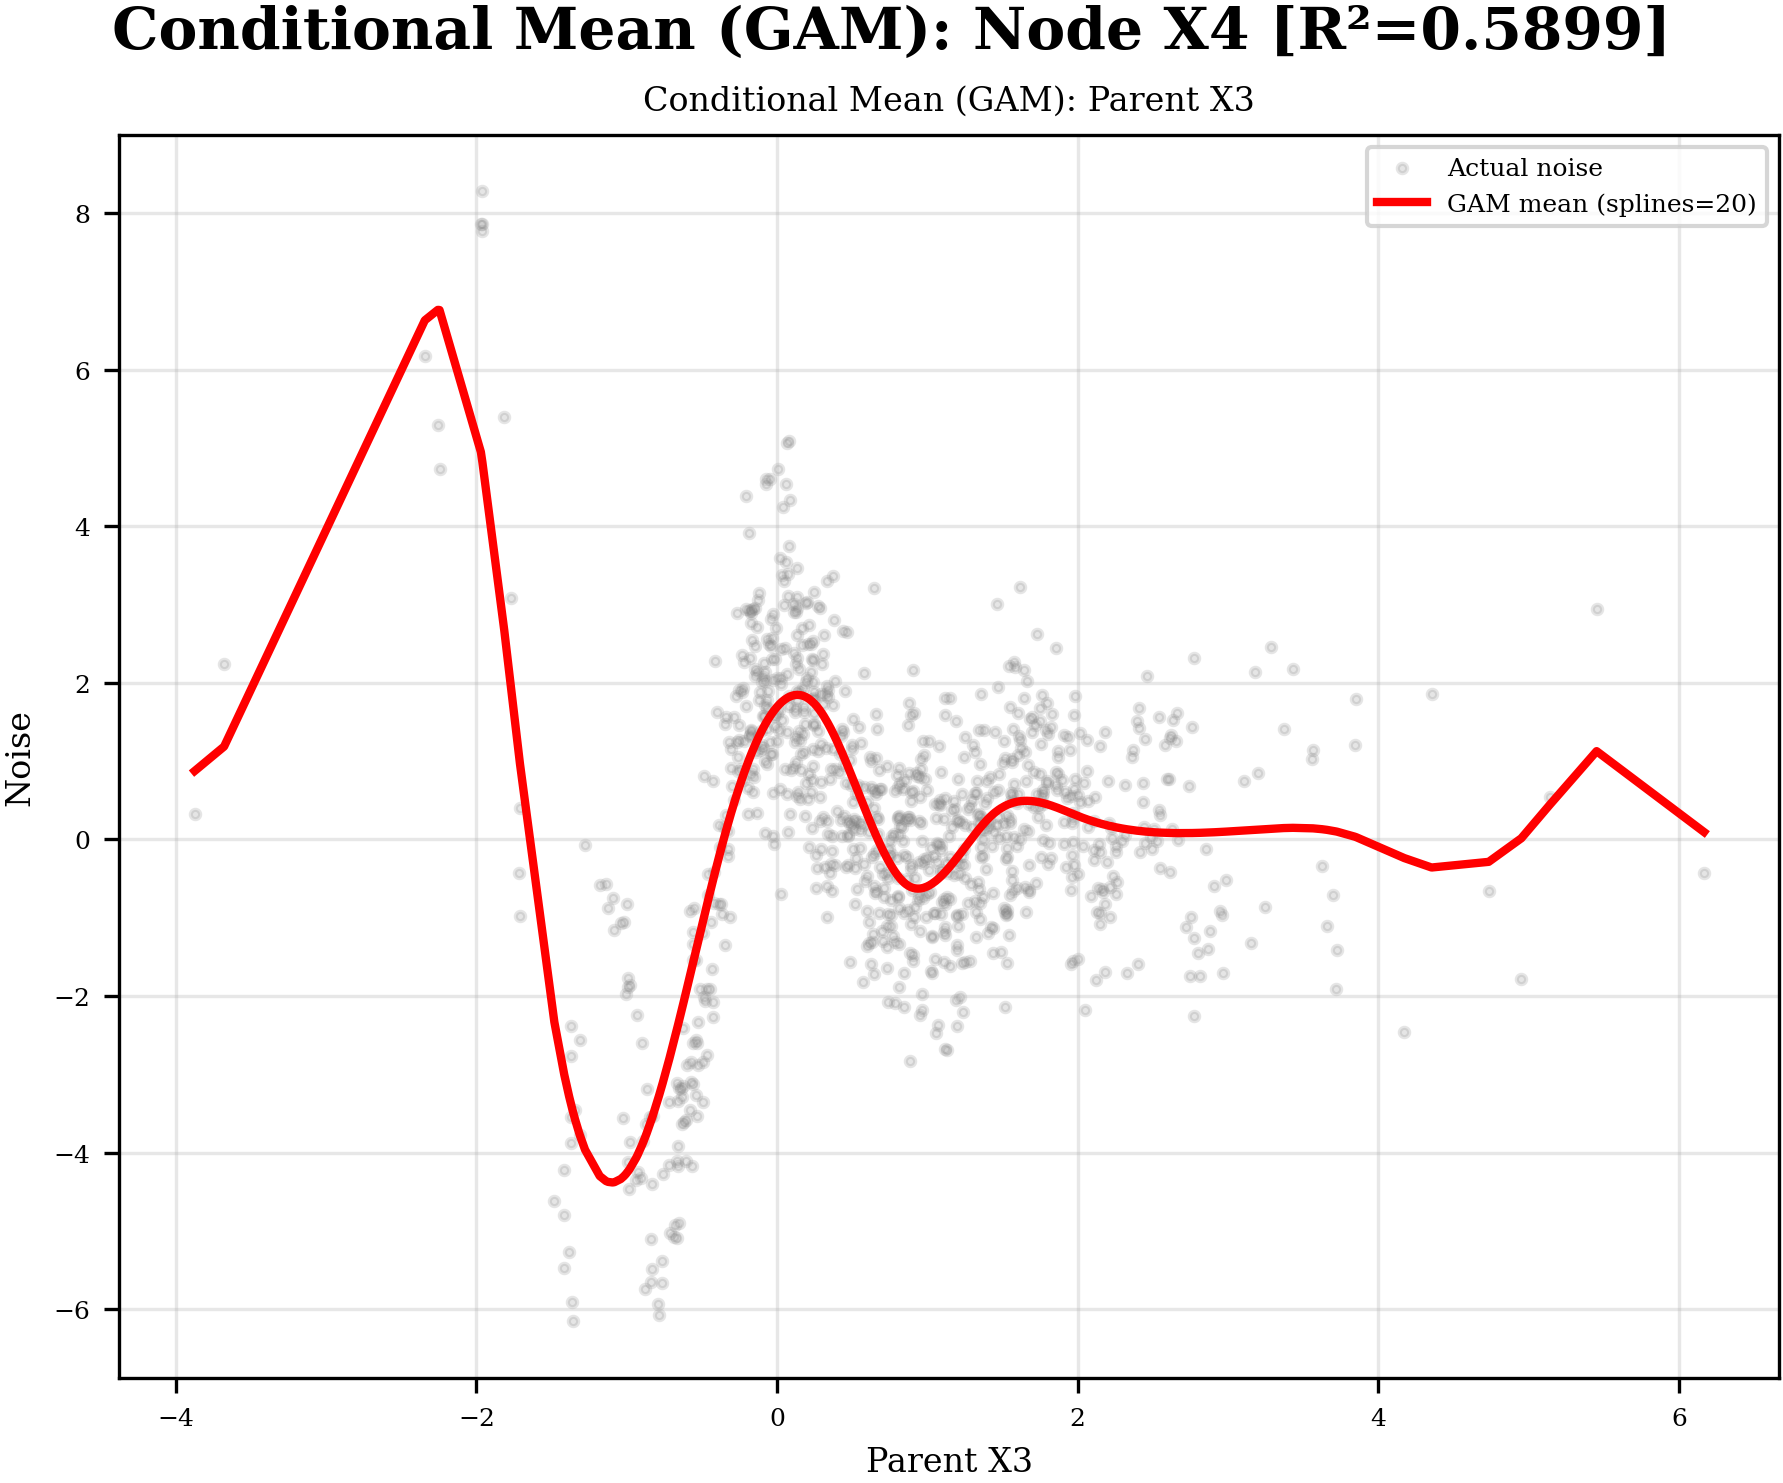 Conditional Mean (GAM): Node X4 [R²=0.5899]
Conditional Mean (GAM): Parent X3
Actual noise
GAM mean (splines=20)
Noise
8
6
4
2
0
−2
−4
−6
−4
−2
0
2
4
6
Parent X3